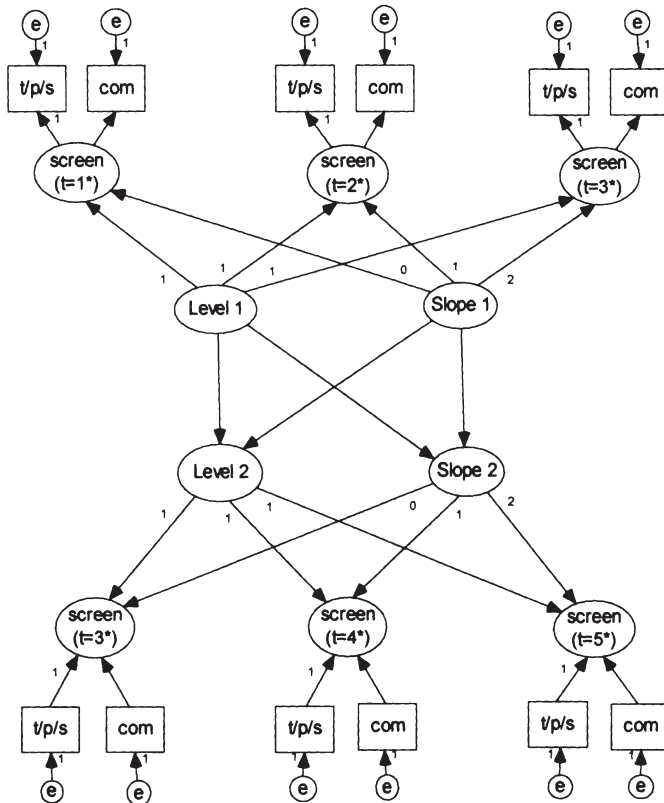 e e e e e e
1 1 1 1 1 1
t/p/s com t/p/s com t/p/s com
1 1 1
screen
(t=1*)
screen
(t=2*)
screen
(t=3*)
1 1 1 0 1 2
Level 1 Slope 1
Level 2 Slope 2
1 1 1 0 1 2
screen
(t=3*)
screen
(t=4*)
screen
(t=5*)
1 1 1
t/p/s com t/p/s com t/p/s com
1 1 1 1 1 1
e e e e e e